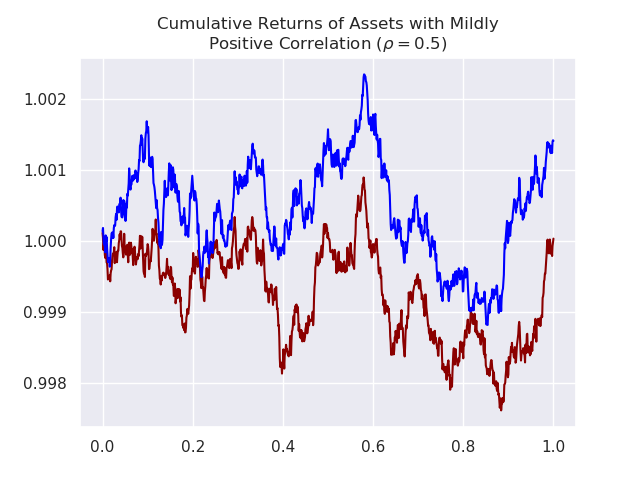 Cumulative Returns of Assets with Mildly
Positive Correlation (ρ = 0.5)
1.002
1.001
1.000
0.999
0.998
0.0 0.2 0.4 0.6 0.8 1.0